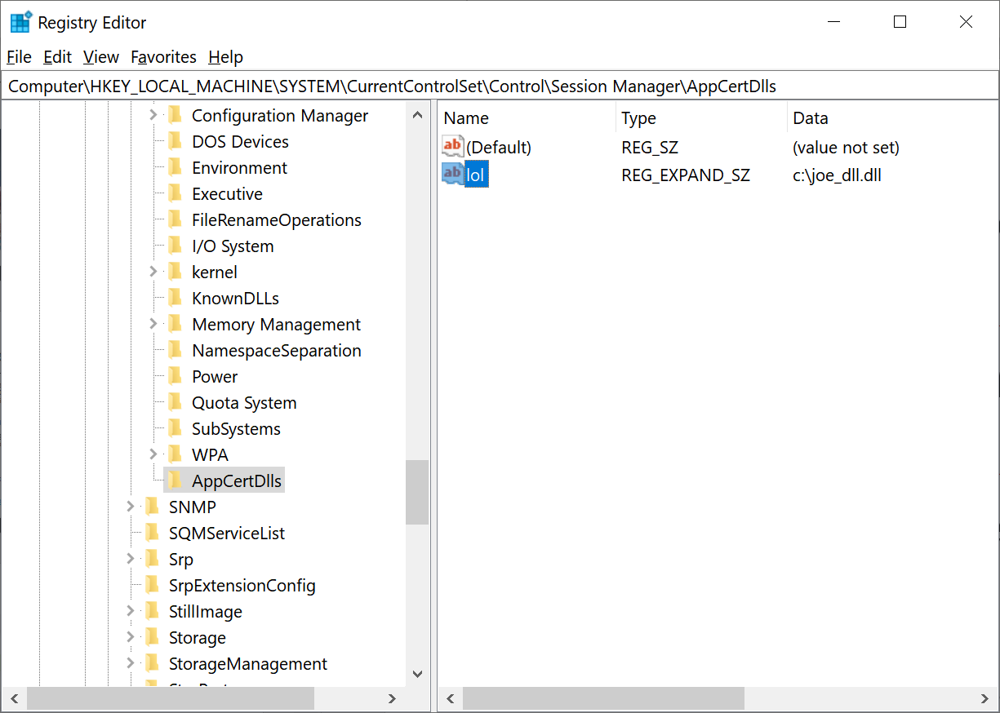 Registry Editor
File Edit View Favorites Help
Computer\HKEY_LOCAL_MACHINE\SYSTEM\CurrentControlSet\Control\Session Manager\AppCertDlls
Configuration Manager
DOS Devices
Environment
Executive
FileRenameOperations
I/O System
kernel
KnownDLLs
Memory Management
NamespaceSeparation
Power
Quota System
SubSystems
WPA
AppCertDlls
SNMP
SQMServiceList
Srp
SrpExtensionConfig
StillImage
Storage
StorageManagement
Name Type Data
ab (Default) REG_SZ (value not set)
ab lol REG_EXPAND_SZ c:\joe_dll.dll